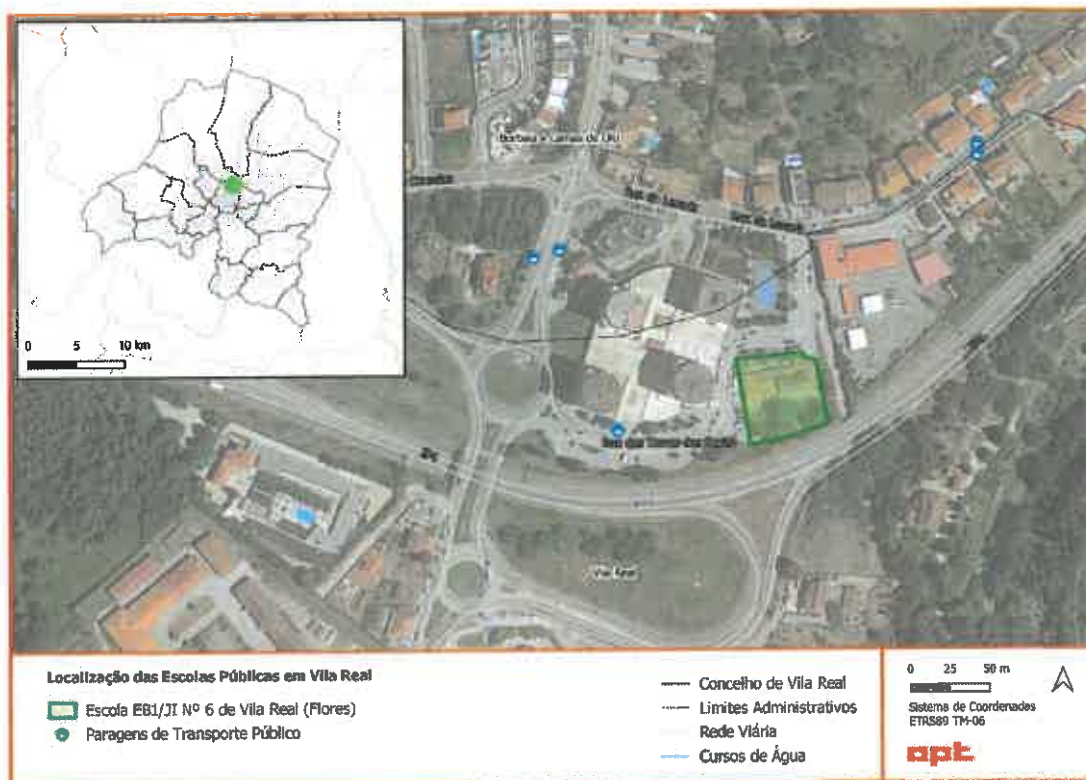 0 5 10 km
Vila Real
Localização das Escolas Públicas em Vila Real
Escola EB1/JI Nº 6 de Vila Real (Flores)
Paragens de Transporte Público
Concelho de Vila Real
Limites Administrativos
Rede Viária
Cursos de Água
0 25 50 m
Sistema de Coordenadas
ETRS89 TM-06
apt